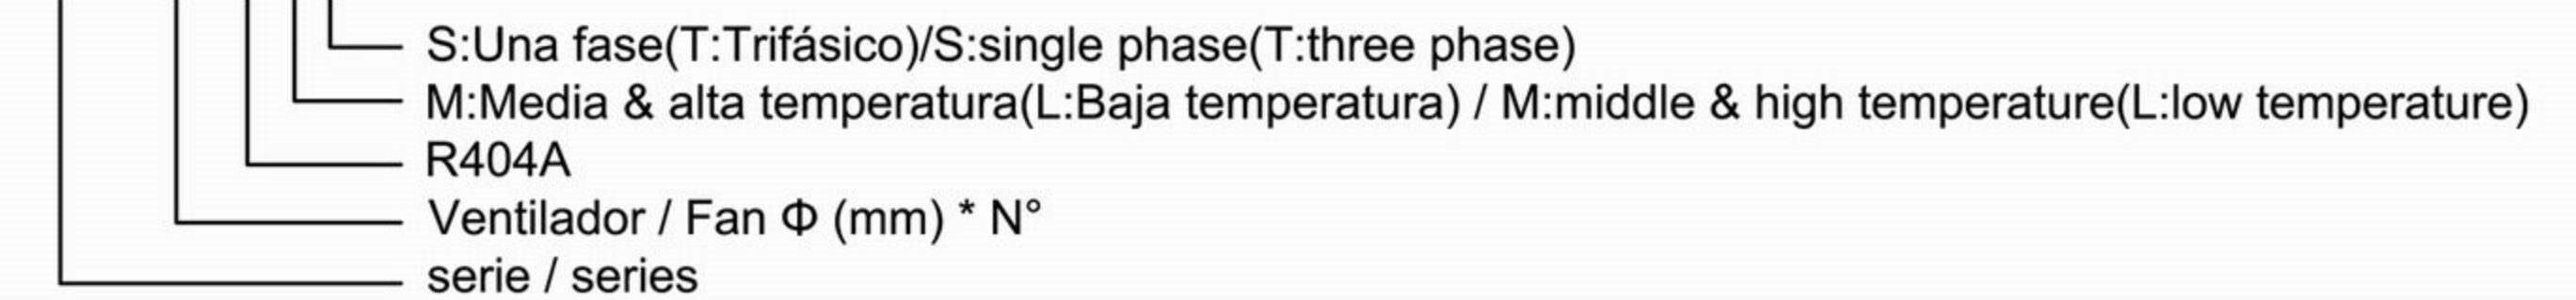 S:Una fase(T:Trifásico)/S:single phase(T:three phase)
M:Media & alta temperatura(L:Baja temperatura) / M:middle & high temperature(L:low temperature)
R404A
Ventilador / Fan Φ (mm) * N°
serie / series